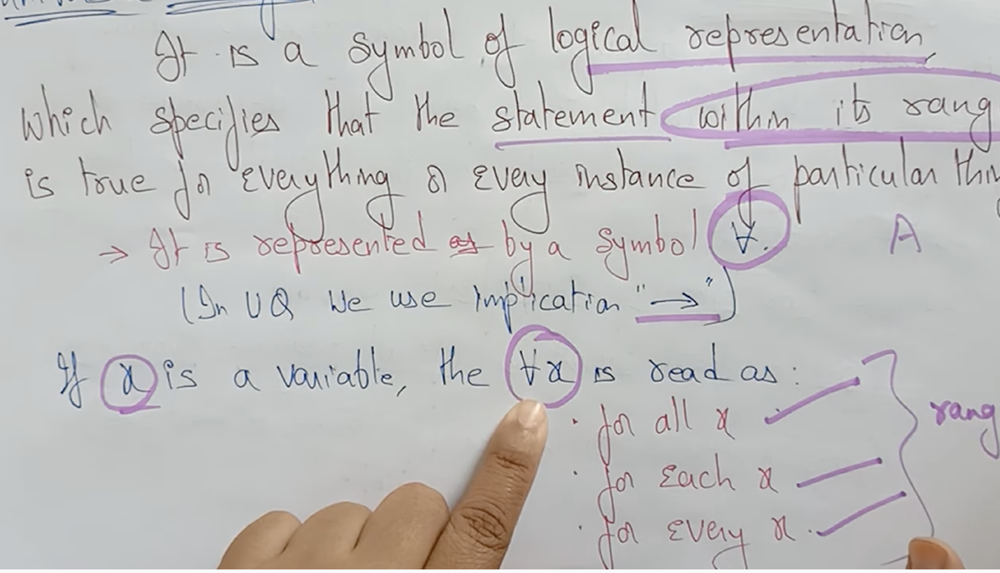 It is a symbol of logical representation
which specifies that the statement within its rang
is true for everything or every instance of particular thin
→ It is represented as by a symbol ∀. A
(In UQ we use implication "→")
If x is a variable, the ∀x is read as:
· for all x
rang
· for Each x
· for Every x.